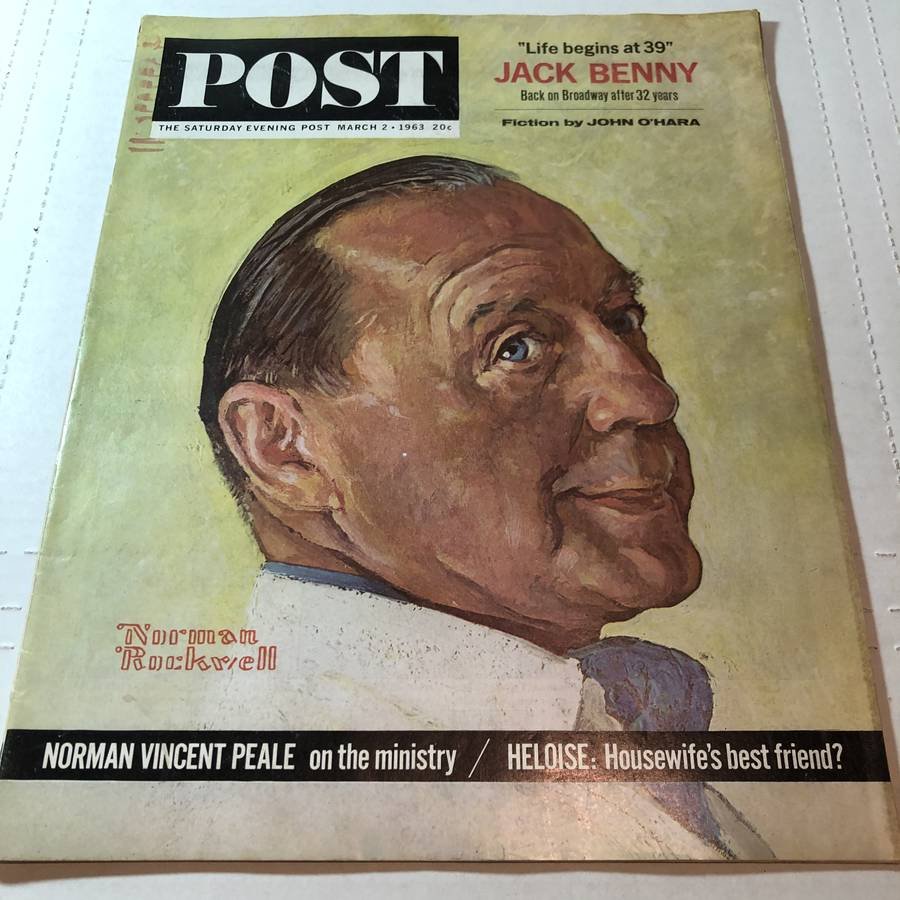 POST
THE SATURDAY EVENING POST MARCH 2 • 1963 20c
"Life begins at 39"
JACK BENNY
Back on Broadway after 32 years
Fiction by JOHN O'HARA
Norman
Rockwell
NORMAN VINCENT PEALE on the ministry / HELOISE: Housewife's best friend?